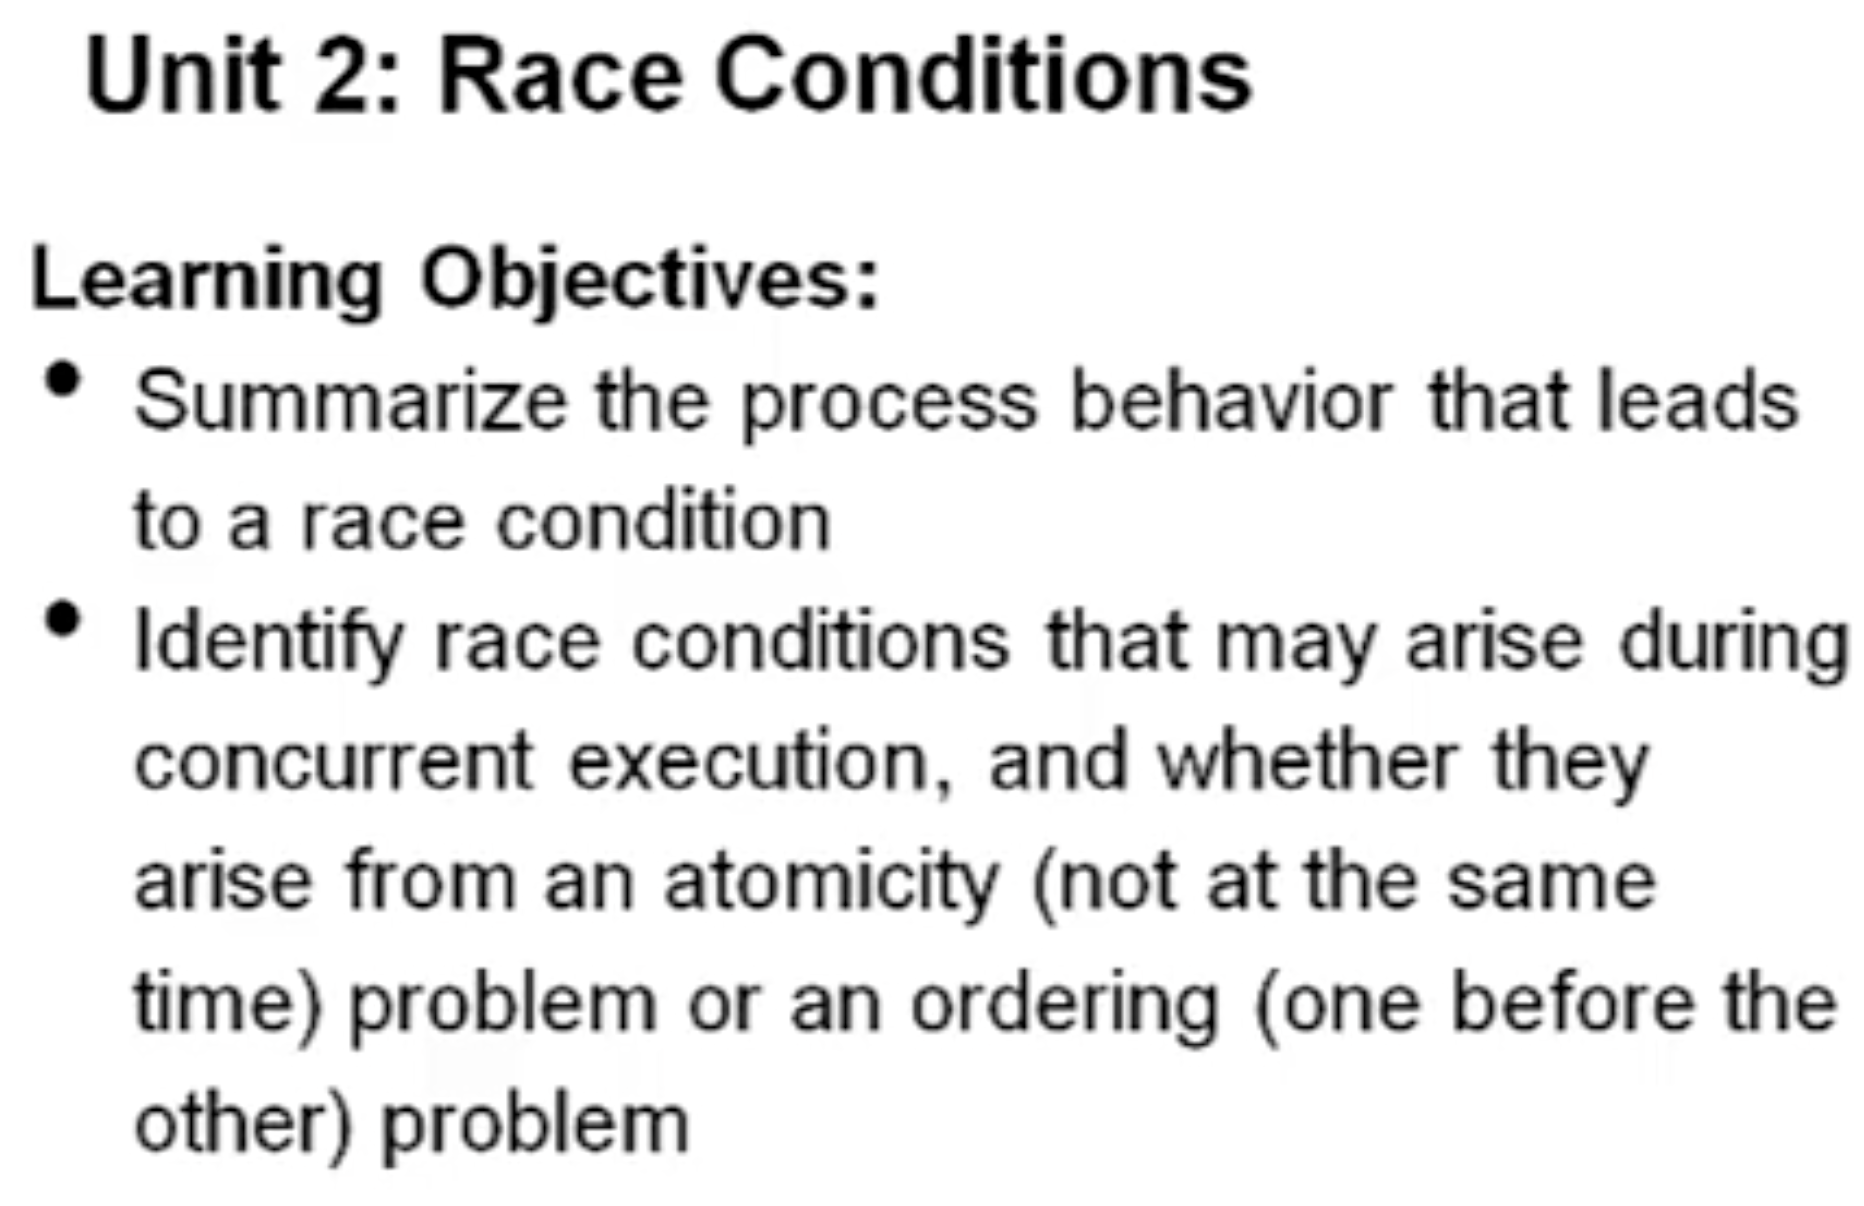 Unit 2: Race Conditions
Learning Objectives:
• Summarize the process behavior that leads
to a race condition
• Identify race conditions that may arise during
concurrent execution, and whether they
arise from an atomicity (not at the same
time) problem or an ordering (one before the
other) problem